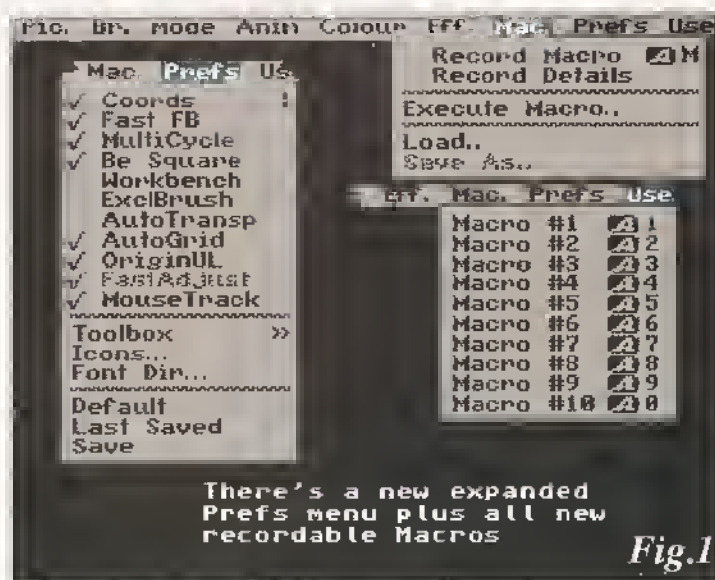 Pic. Br. Mode Anim Colour Eff. Mac. Prefs Use
Mac. Prefs Us
✓ Coords
✓ Fast FB
✓ MultiCycle
✓ Be Square
Workbench
ExclBrush
AutoTransp
✓ AutoGrid
✓ OriginUL
✓ FastAdjust
✓ MouseTrack
Toolbox »
Icons...
Font Dir...
Default
Last Saved
Save
Record Macro A M
Record Details
Execute Macro..
Load..
Save As..
Eff. Mac. Prefs Use
Macro #1 A 1
Macro #2 A 2
Macro #3 A 3
Macro #4 A 4
Macro #5 A 5
Macro #6 A 6
Macro #7 A 7
Macro #8 A 8
Macro #9 A 9
Macro #10 A 0
There's a new expanded
Prefs menu plus all new
recordable Macros
Fig.1